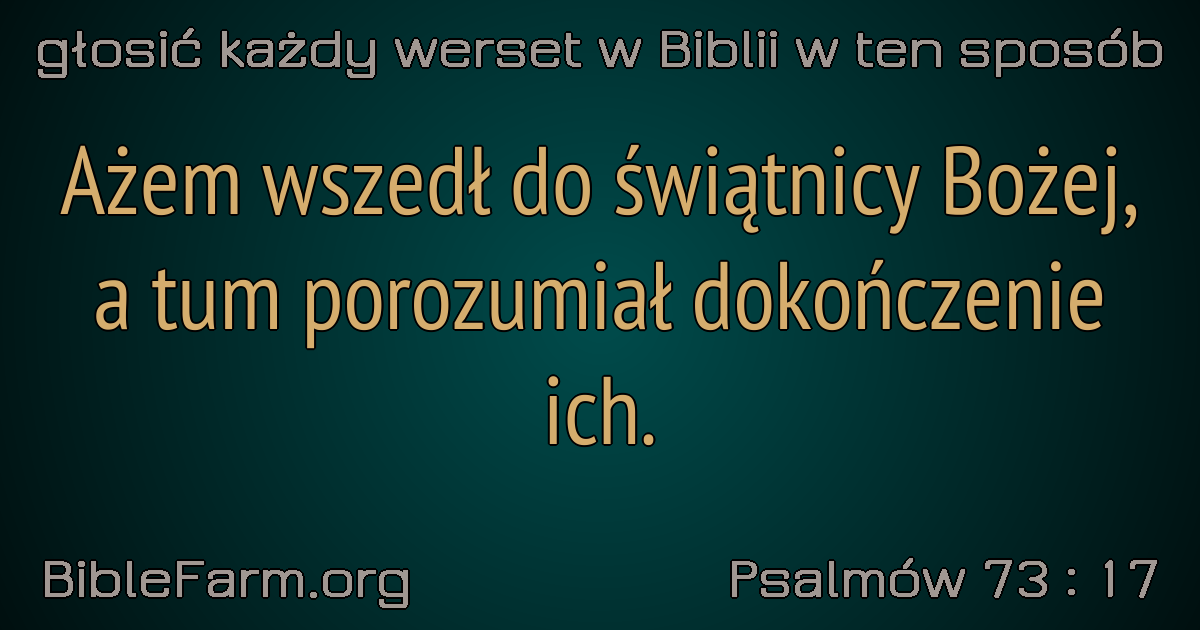 głosić każdy werset w Biblii w ten sposób
Ażem wszedł do świątnicy Bożej,
a tum porozumiał dokończenie
ich.
BibleFarm.org
Psalmów 73 : 17